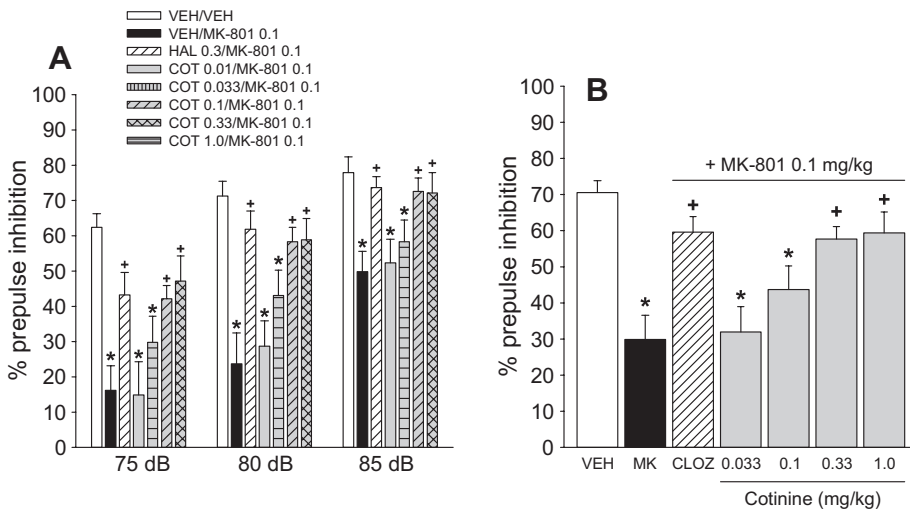 VEH/VEH
VEH/MK-801 0.1
HAL 0.3/MK-801 0.1
COT 0.01/MK-801 0.1
COT 0.033/MK-801 0.1
COT 0.1/MK-801 0.1
COT 0.33/MK-801 0.1
COT 1.0/MK-801 0.1
A
% prepulse inhibition
100
90
80
70
60
50
40
30
20
10
0
* + * * + +
* + * * + +
* + * * + +
75 dB 80 dB 85 dB
B
% prepulse inhibition
100
90
80
70
60
50
40
30
20
10
0
+ MK-801 0.1 mg/kg
* + * * + +
VEH MK CLOZ 0.033 0.1 0.33 1.0
Cotinine (mg/kg)